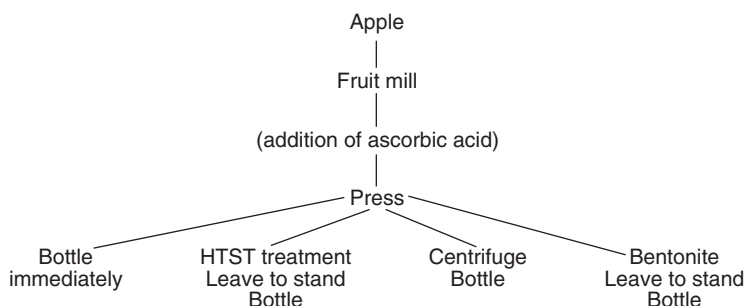 Apple
Fruit mill
(addition of ascorbic acid)
Press
Bottle
immediately
HTST treatment
Leave to stand
Bottle
Centrifuge
Bottle
Bentonite
Leave to stand
Bottle